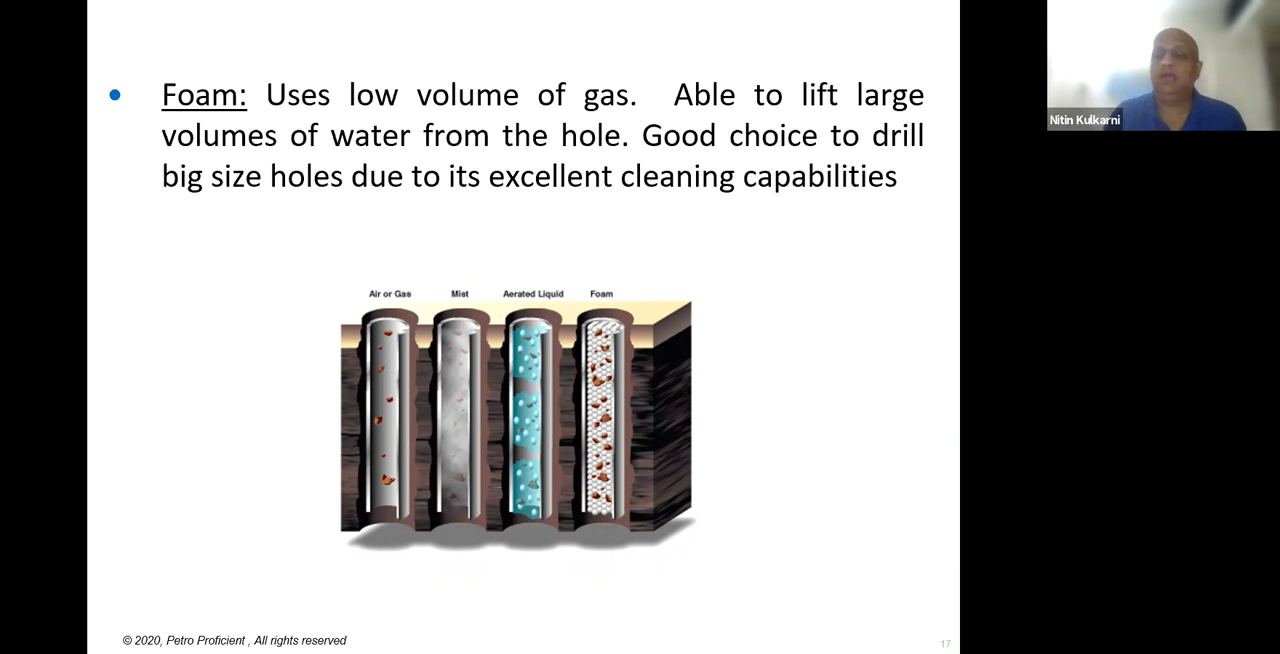 • Foam: Uses low volume of gas. Able to lift large
volumes of water from the hole. Good choice to drill
big size holes due to its excellent cleaning capabilities
Nitin Kulkarni
Air or Gas Mist Aerated Liquid Foam
© 2020, Petro Proficient , All rights reserved
17